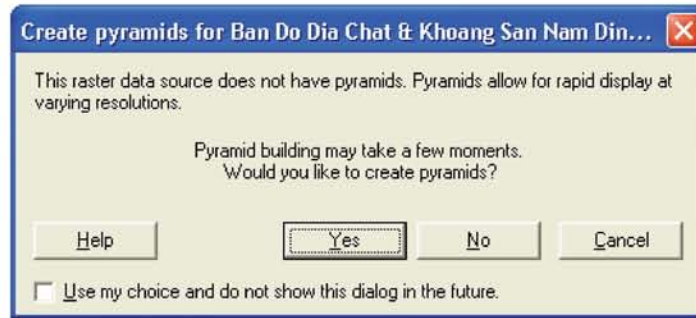 Create pyramids for Ban Do Dia Chat & Khoang San Nam Din...
This raster data source does not have pyramids. Pyramids allow for rapid display at
varying resolutions.
Pyramid building may take a few moments.
Would you like to create pyramids?
Help Yes No Cancel
Use my choice and do not show this dialog in the future.